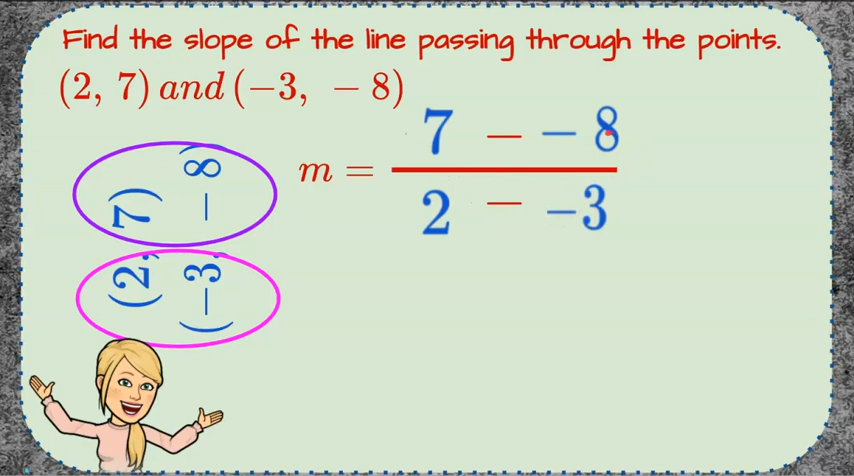 Find the slope of the line passing through the points.
(2, 7) and (−3, − 8)
m = 7 − − 8
2 − −3
(2, 7)
(−3, − 8)